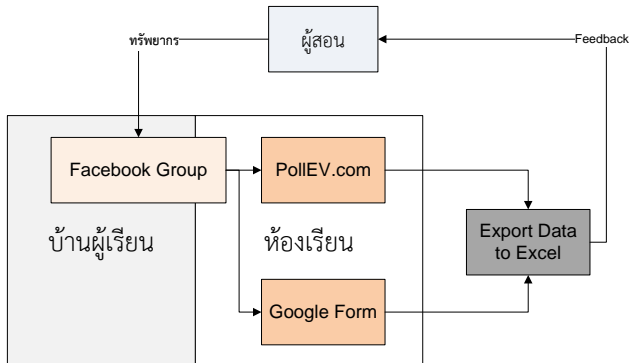 ทรัพยากร
ผู้สอน
Feedback
Facebook Group
PollEV.com
บ้านผู้เรียน
ห้องเรียน
Export Data
to Excel
Google Form